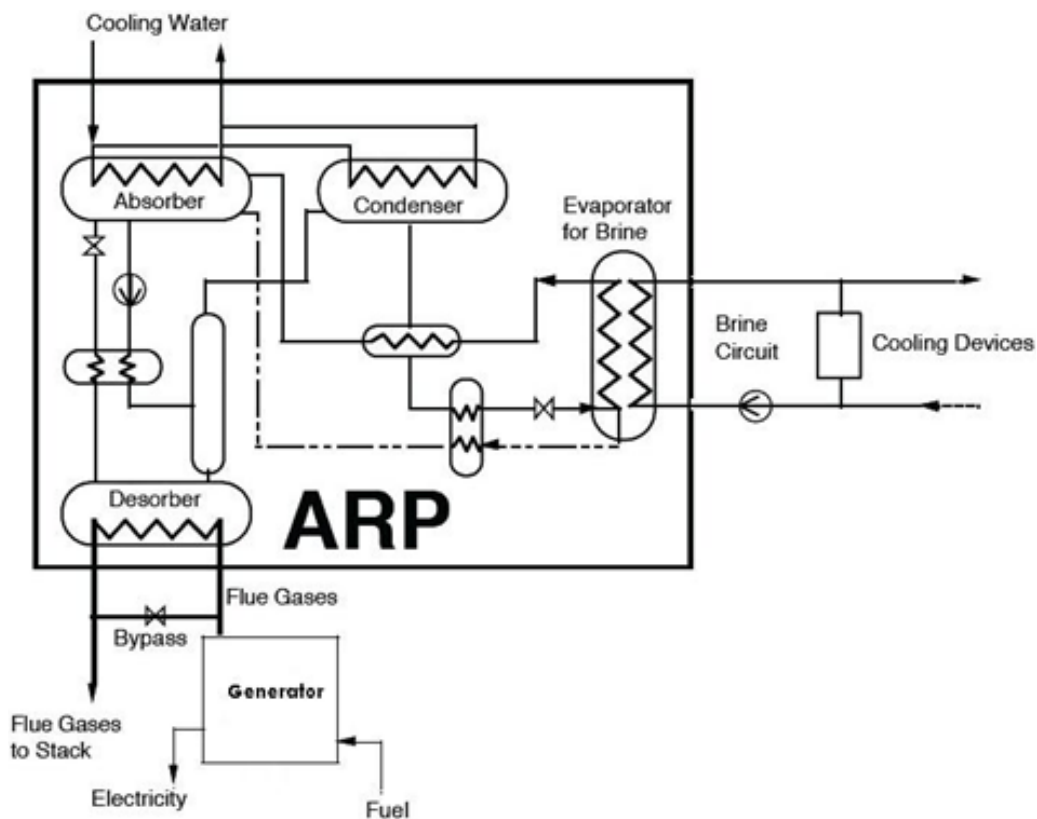 Cooling Water
Absorber
Condenser
Evaporator
for Brine
Brine
Circuit
Cooling Devices
Desorber
ARP
Flue Gases
Bypass
Generator
Flue Gases
to Stack
Electricity
Fuel